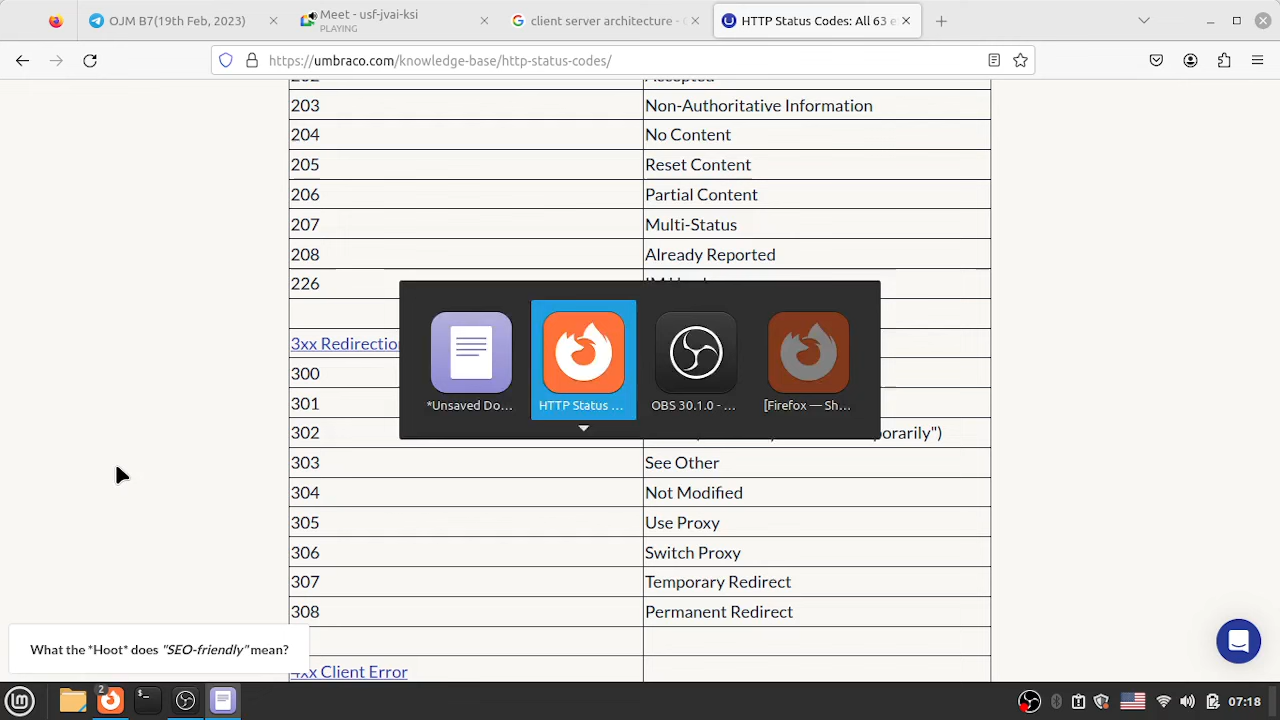 OJM B7(19th Feb, 2023)
Meet - usf-jvai-ksi
PLAYING
client server architecture -
HTTP Status Codes: All 63 e
https://umbraco.com/knowledge-base/http-status-codes/
202 Accepted
203 Non-Authoritative Information
204 No Content
205 Reset Content
206 Partial Content
207 Multi-Status
208 Already Reported
226
3xx Redirectio
300
301
302 porarily")
303 See Other
304 Not Modified
305 Use Proxy
306 Switch Proxy
307 Temporary Redirect
308 Permanent Redirect
4xx Client Error
*Unsaved Do...
HTTP Status ...
OBS 30.1.0 - ...
[Firefox — Sh...
What the *Hoot* does "SEO-friendly" mean?
2
07:18